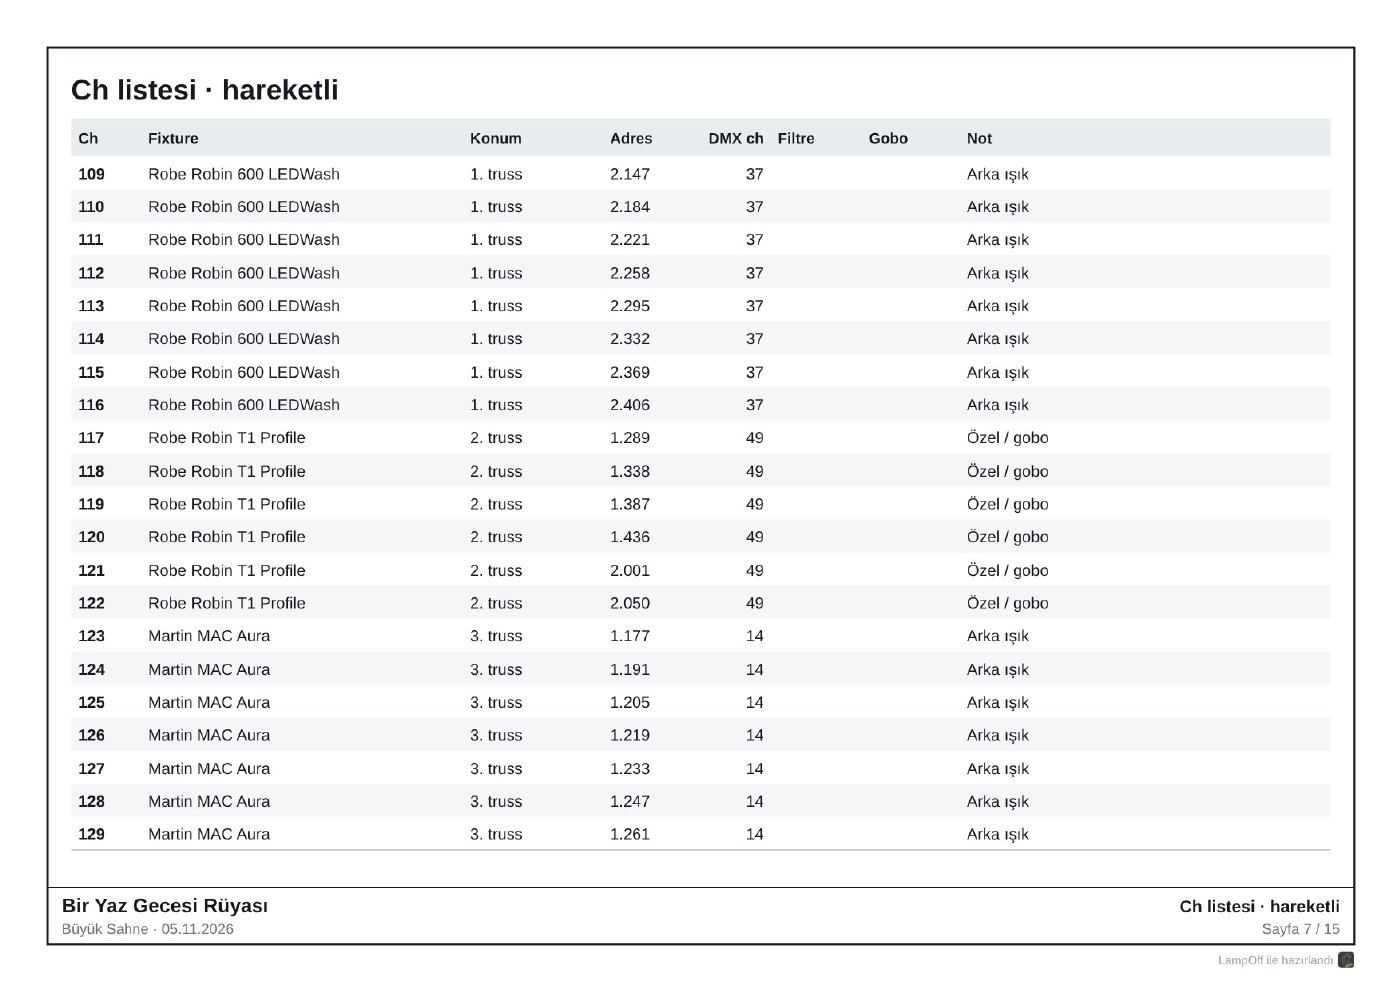 Ch listesi · hareketli
Ch Fixture Konum Adres DMX ch Filtre Gobo Not
109 Robe Robin 600 LEDWash 1. truss 2.147 37 Arka ışık
110 Robe Robin 600 LEDWash 1. truss 2.184 37 Arka ışık
111 Robe Robin 600 LEDWash 1. truss 2.221 37 Arka ışık
112 Robe Robin 600 LEDWash 1. truss 2.258 37 Arka ışık
113 Robe Robin 600 LEDWash 1. truss 2.295 37 Arka ışık
114 Robe Robin 600 LEDWash 1. truss 2.332 37 Arka ışık
115 Robe Robin 600 LEDWash 1. truss 2.369 37 Arka ışık
116 Robe Robin 600 LEDWash 1. truss 2.406 37 Arka ışık
117 Robe Robin T1 Profile 2. truss 1.289 49 Özel / gobo
118 Robe Robin T1 Profile 2. truss 1.338 49 Özel / gobo
119 Robe Robin T1 Profile 2. truss 1.387 49 Özel / gobo
120 Robe Robin T1 Profile 2. truss 1.436 49 Özel / gobo
121 Robe Robin T1 Profile 2. truss 2.001 49 Özel / gobo
122 Robe Robin T1 Profile 2. truss 2.050 49 Özel / gobo
123 Martin MAC Aura 3. truss 1.177 14 Arka ışık
124 Martin MAC Aura 3. truss 1.191 14 Arka ışık
125 Martin MAC Aura 3. truss 1.205 14 Arka ışık
126 Martin MAC Aura 3. truss 1.219 14 Arka ışık
127 Martin MAC Aura 3. truss 1.233 14 Arka ışık
128 Martin MAC Aura 3. truss 1.247 14 Arka ışık
129 Martin MAC Aura 3. truss 1.261 14 Arka ışık
Bir Yaz Gecesi Rüyası
Büyük Sahne · 05.11.2026
Ch listesi · hareketli
Sayfa 7 / 15
LampOff ile hazırlandı